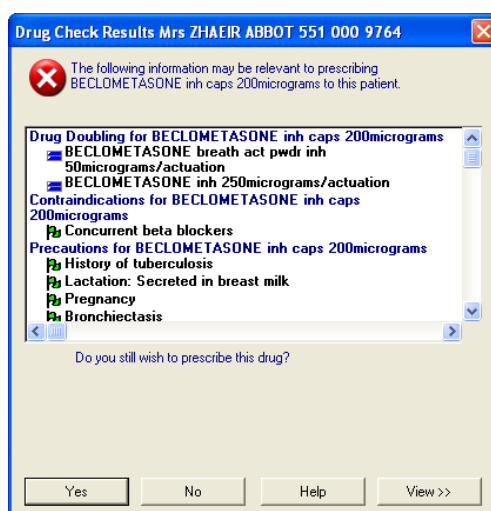 Drug Check Results Mrs ZHAEIR ABBOT 551 000 9764
The following information may be relevant to prescribing
BECLOMETASONE inh caps 200micrograms to this patient.
Drug Doubling for BECLOMETASONE inh caps 200micrograms
BECLOMETASONE breath act pwdr inh
50micrograms/actuation
BECLOMETASONE inh 250micrograms/actuation
Contraindications for BECLOMETASONE inh caps
200micrograms
Concurrent beta blockers
Precautions for BECLOMETASONE inh caps 200micrograms
History of tuberculosis
Lactation: Secreted in breast milk
Pregnancy
Bronchiectasis
Do you still wish to prescribe this drug?
Yes No Help View >>